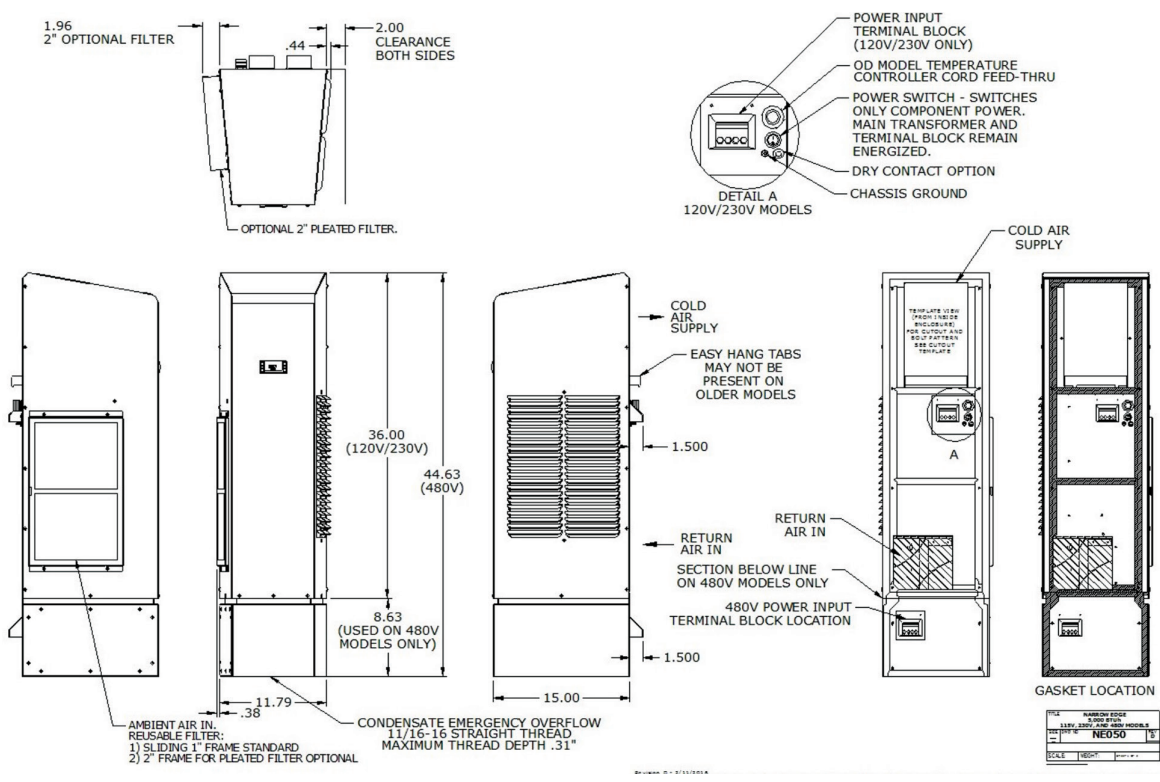 1.96
2" OPTIONAL FILTER
.44
2.00
CLEARANCE
BOTH SIDES
OPTIONAL 2" PLEATED FILTER.
POWER INPUT
TERMINAL BLOCK
(120V/230V ONLY)
OD MODEL TEMPERATURE
CONTROLLER CORD FEED-THRU
POWER SWITCH - SWITCHES
ONLY COMPONENT POWER.
MAIN TRANSFORMER AND
TERMINAL BLOCK REMAIN
ENERGIZED.
DRY CONTACT OPTION
CHASSIS GROUND
DETAIL A
120V/230V MODELS
COLD AIR
SUPPLY
36.00
(120V/230V)
44.63
(480V)
8.63
(USED ON 480V
MODELS ONLY)
11.79
.38
AMBIENT AIR IN.
REUSABLE FILTER:
1) SLIDING 1" FRAME STANDARD
2) 2" FRAME FOR PLEATED FILTER OPTIONAL
CONDENSATE EMERGENCY OVERFLOW
11/16-16 STRAIGHT THREAD
MAXIMUM THREAD DEPTH .31"
COLD
AIR
SUPPLY
EASY HANG TABS
MAY NOT BE
PRESENT ON
OLDER MODELS
1.500
RETURN
AIR IN
1.500
15.00
TEMPLATE VIEW
(FROM INSIDE
ENCLOSURE)
FOR CUTOUT AND
BOLT PATTERN
SEE CUTOUT
TEMPLATE
A
RETURN
AIR IN
SECTION BELOW LINE
ON 480V MODELS ONLY
480V POWER INPUT
TERMINAL BLOCK LOCATION
GASKET LOCATION
TITLE
NARROW EDGE
5,000 BTUh
115V, 230V, AND 480V MODELS
NE050
SCALE
WEIGHT: